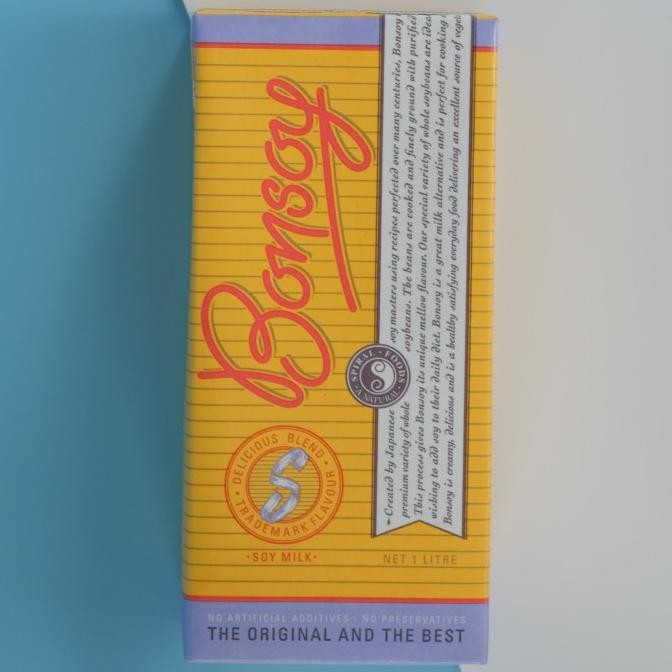 Bonsoy
SPIRAL · FOODS
· A NATURAL ·
~ Created by Japanese soy masters using recipes perfected over many centuries, Bonsoy
premium variety of whole soybeans. The beans are cooked and finely ground with purified
This process gives Bonsoy its unique mellow flavour. Our special variety of whole soybeans are ideal
wishing to add soy to their daily diet. Bonsoy is a great milk alternative and is perfect for cooking
Bonsoy is creamy, delicious and is a healthy satisfying everyday food delivering an excellent source of
· DELICIOUS BLEND ·
S
TRADEMARK FLAVOUR
· SOY MILK ·
NET 1 LITRE
NO ARTIFICIAL ADDITIVES · NO PRESERVATIVES
THE ORIGINAL AND THE BEST